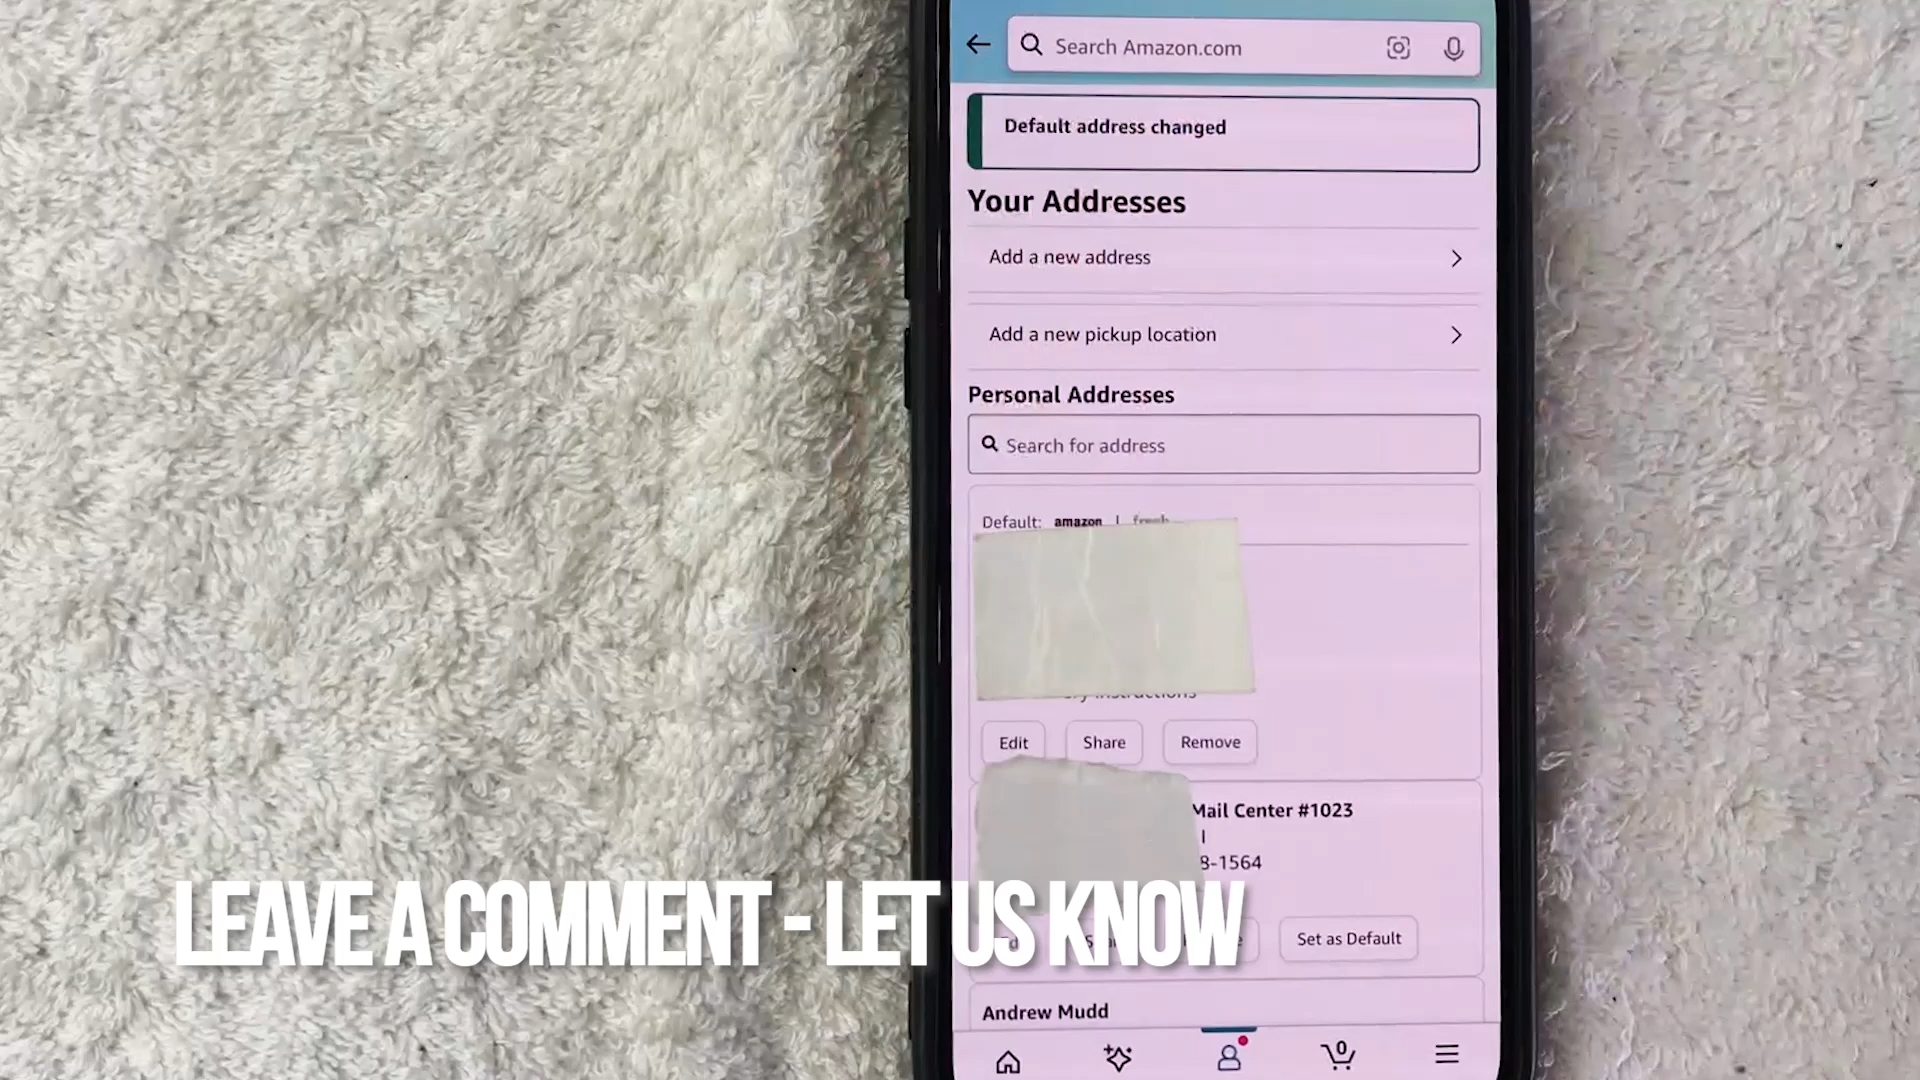 Search Amazon.com
Default address changed
Your Addresses
Add a new address
Add a new pickup location
Personal Addresses
Search for address
Default: amazon | fresh
instructions
Edit Share Remove
Mail Center #1023
8-1564
Set as Default
LEAVE A COMMENT - LET US KNOW
Andrew Mudd
0